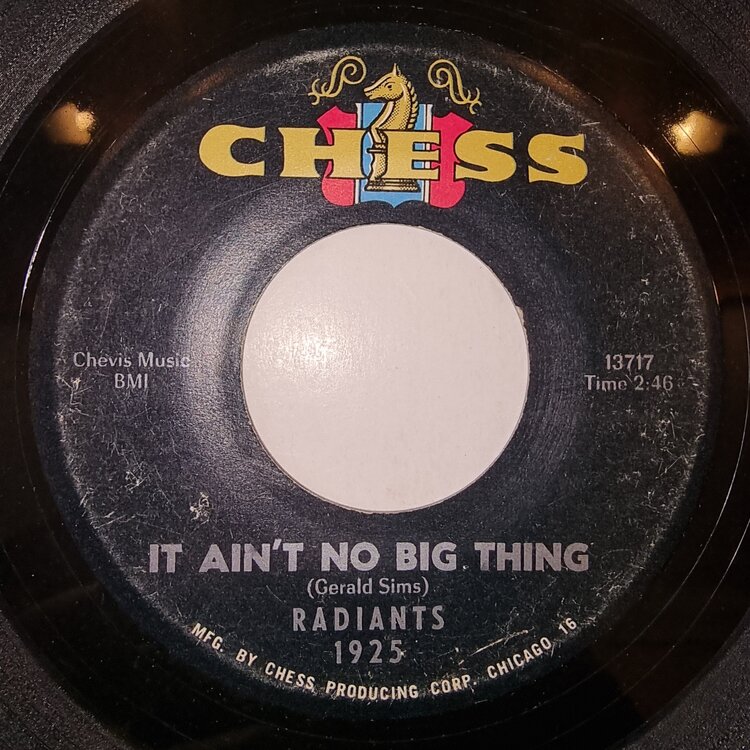 CHESS
Chevis Music
BMI
13717
Time 2:46
IT AIN'T NO BIG THING
(Gerald Sims)
RADIANTS
1925
MFG. BY CHESS PRODUCING CORP. CHICAGO 16